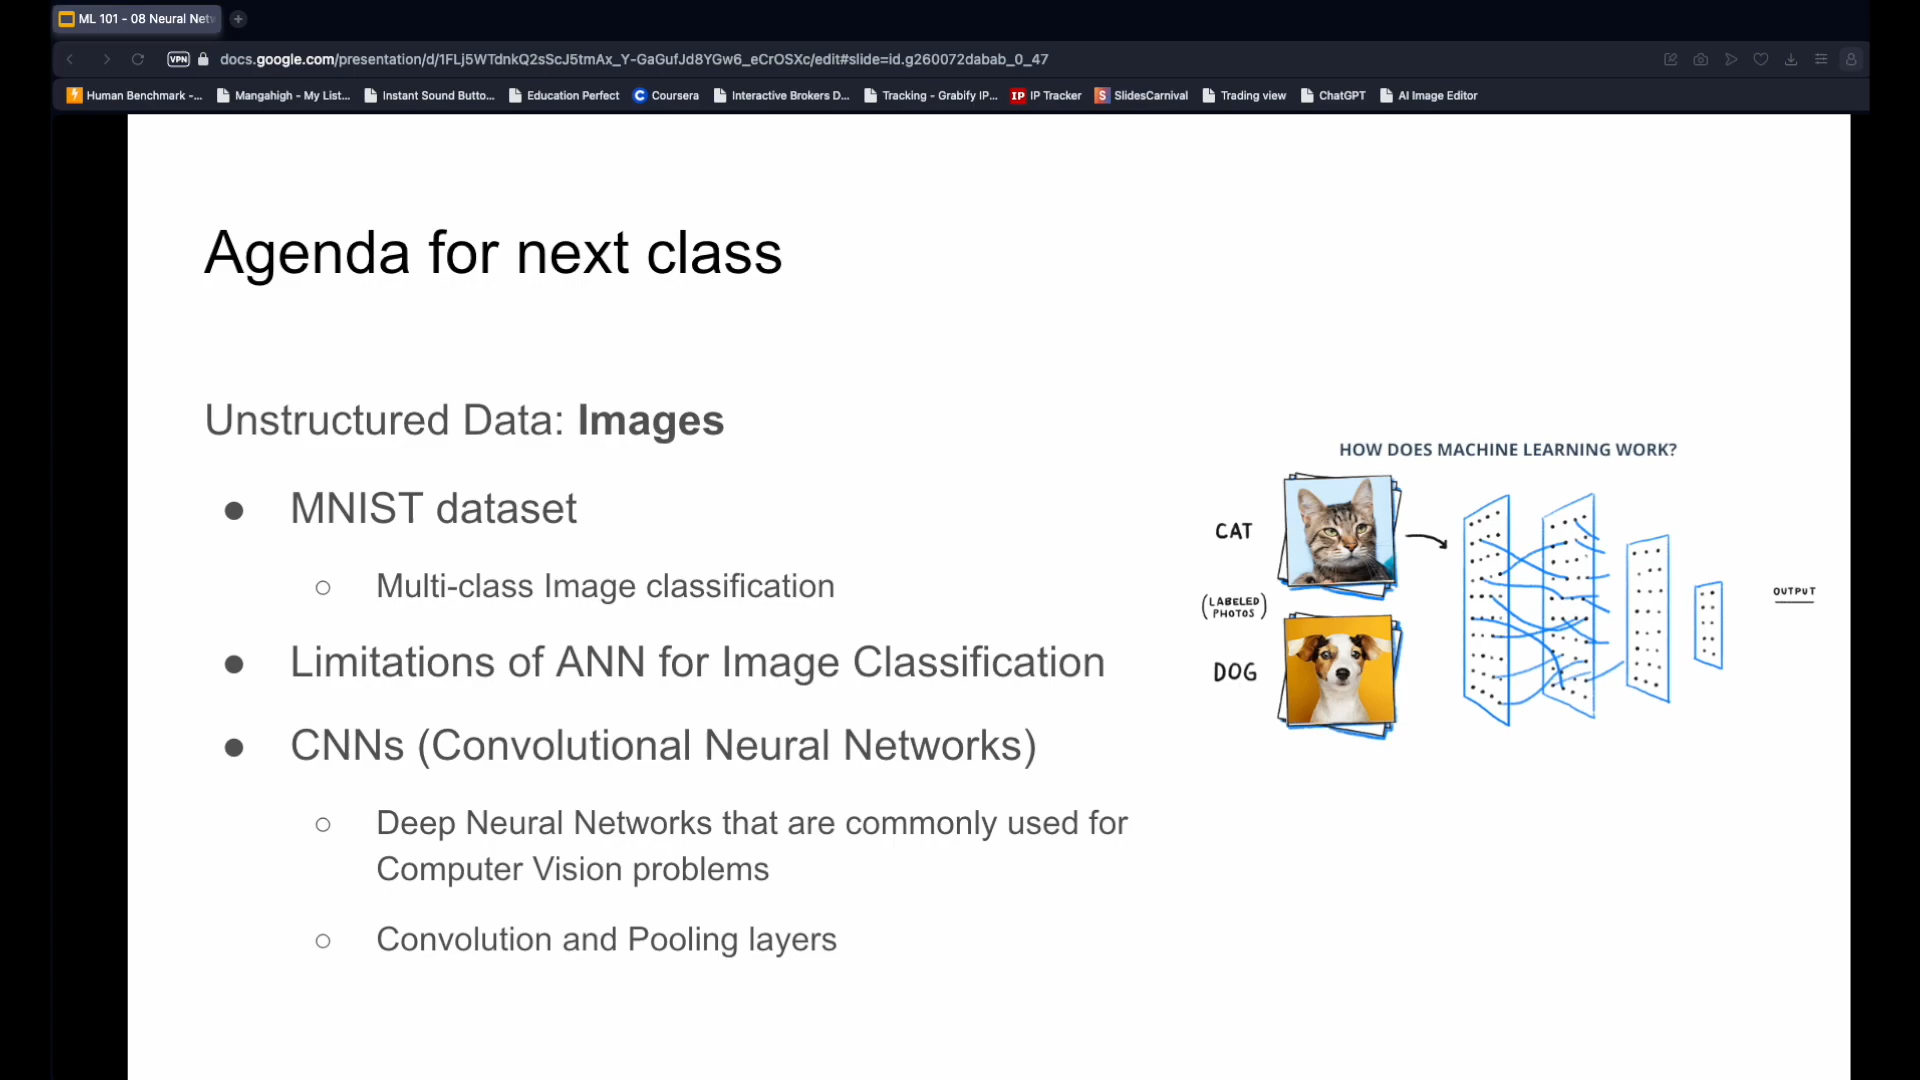 ML 101 - 08 Neural Netw
VPN
docs.google.com/presentation/d/1FLj5WTdnkQ2sScJ5tmAx_Y-GaGufJd8YGw6_eCrOSXc/edit#slide=id.g260072dabab_0_47
Human Benchmark -... Mangahigh - My List... Instant Sound Butto... Education Perfect Coursera Interactive Brokers D... Tracking - Grabify IP... IP IP Tracker S SlidesCarnival Trading view ChatGPT AI Image Editor
Agenda for next class
Unstructured Data: Images
● MNIST dataset
○ Multi-class Image classification
● Limitations of ANN for Image Classification
● CNNs (Convolutional Neural Networks)
○ Deep Neural Networks that are commonly used for
Computer Vision problems
○ Convolution and Pooling layers
HOW DOES MACHINE LEARNING WORK?
CAT
(LABELED
PHOTOS)
DOG
OUTPUT